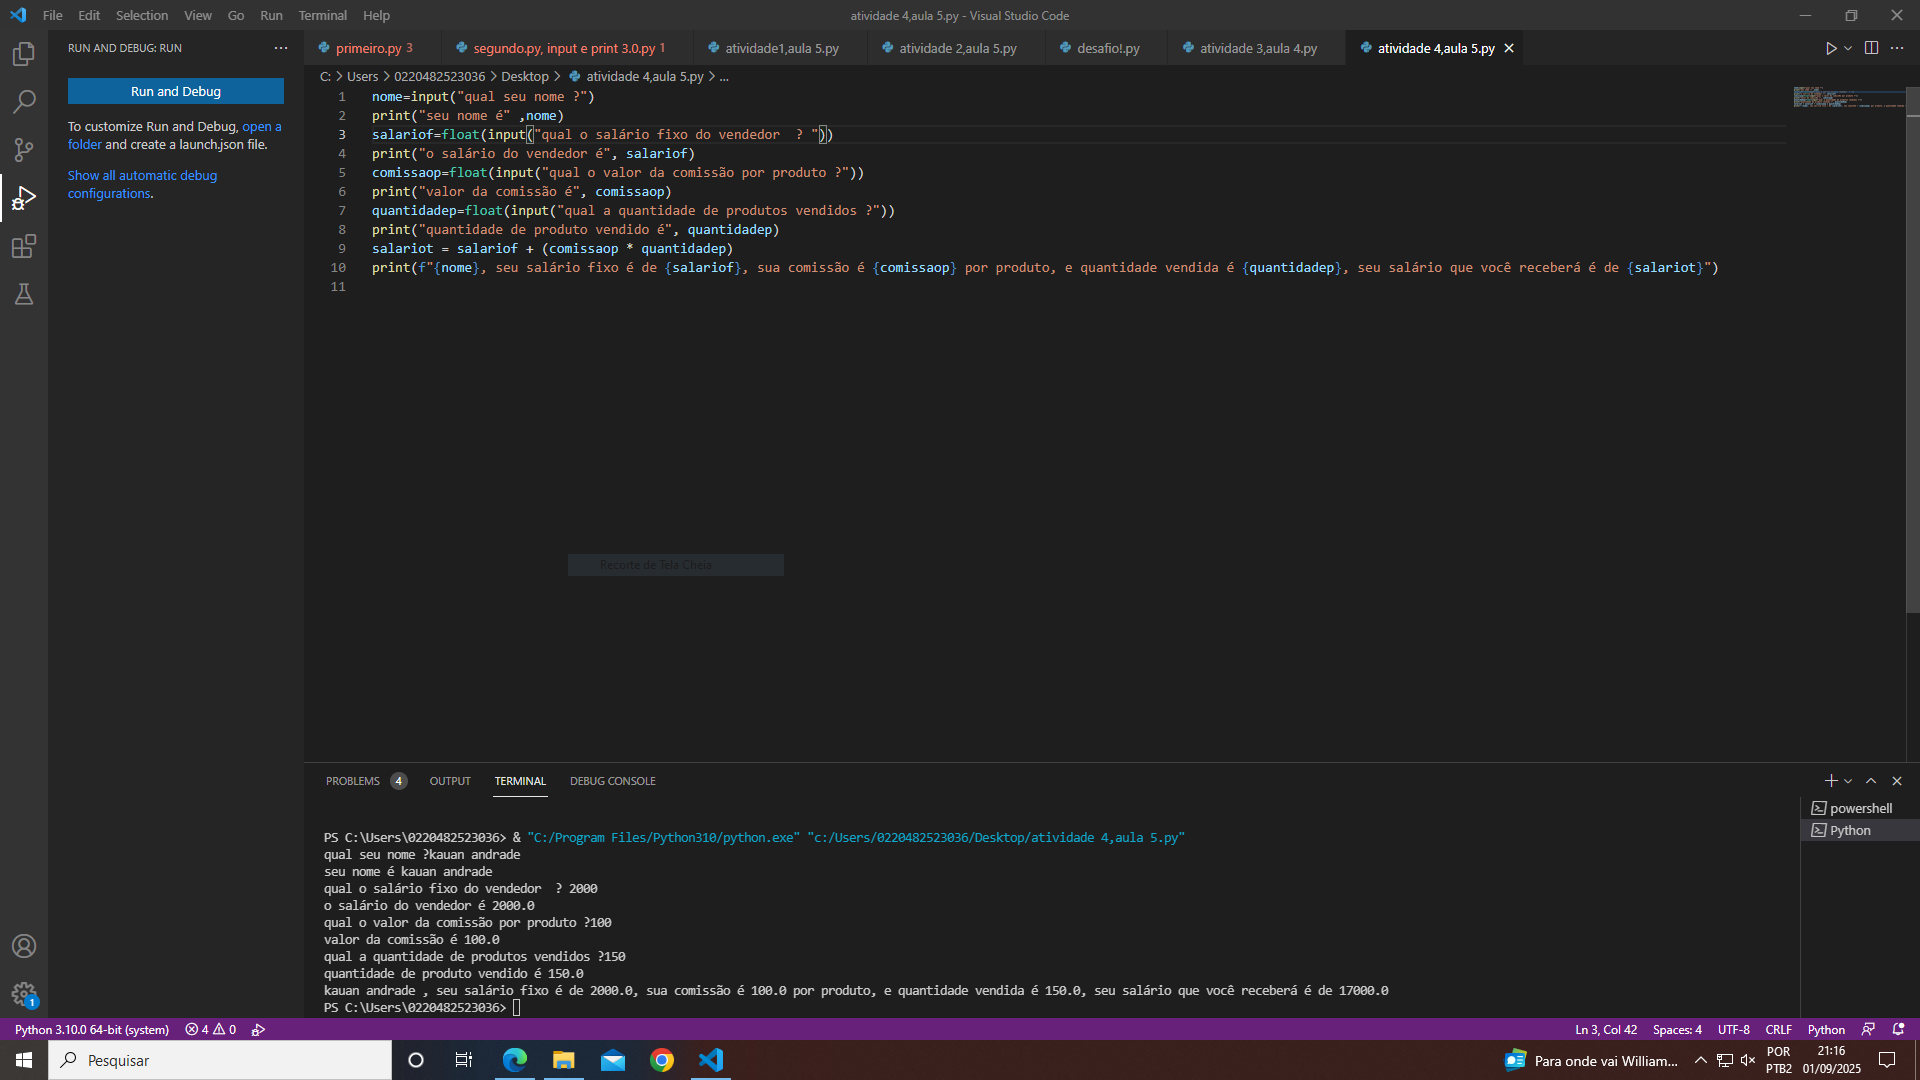 File Edit Selection View Go Run Terminal Help
atividade 4,aula 5.py - Visual Studio Code
RUN AND DEBUG: RUN
Run and Debug
To customize Run and Debug, open a
folder and create a launch.json file.
Show all automatic debug
configurations.
primeiro.py 3
segundo.py, input e print 3.0.py 1
atividade1,aula 5.py
atividade 2,aula 5.py
desafio!.py
atividade 3,aula 4.py
atividade 4,aula 5.py
C: > Users > 0220482523036 > Desktop > atividade 4,aula 5.py > ...
1 nome=input("qual seu nome ?")
2 print("seu nome é" ,nome)
3 salariof=float(input("qual o salário fixo do vendedor  ? "))
4 print("o salário do vendedor é", salariof)
5 comissaop=float(input("qual o valor da comissão por produto ?"))
6 print("valor da comissão é", comissaop)
7 quantidadep=float(input("qual a quantidade de produtos vendidos ?"))
8 print("quantidade de produto vendido é", quantidadep)
9 salariot = salariof + (comissaop * quantidadep)
10 print(f"{nome}, seu salário fixo é de {salariof}, sua comissão é {comissaop} por produto, e quantidade vendida é {quantidadep}, seu salário que você receberá é de {salariot}")
11
Recorte de Tela Cheia
PROBLEMS 4 OUTPUT TERMINAL DEBUG CONSOLE
powershell
Python
PS C:\Users\0220482523036> & "C:/Program Files/Python310/python.exe" "c:/Users/0220482523036/Desktop/atividade 4,aula 5.py"
qual seu nome ?kauan andrade
seu nome é kauan andrade
qual o salário fixo do vendedor  ? 2000
o salário do vendedor é 2000.0
qual o valor da comissão por produto ?100
valor da comissão é 100.0
qual a quantidade de produtos vendidos ?150
quantidade de produto vendido é 150.0
kauan andrade , seu salário fixo é de 2000.0, sua comissão é 100.0 por produto, e quantidade vendida é 150.0, seu salário que você receberá é de 17000.0
PS C:\Users\0220482523036>
1
Python 3.10.0 64-bit (system) 4 0
Ln 3, Col 42 Spaces: 4 UTF-8 CRLF Python
Pesquisar
Para onde vai William...
POR
PTB2
21:16
01/09/2025